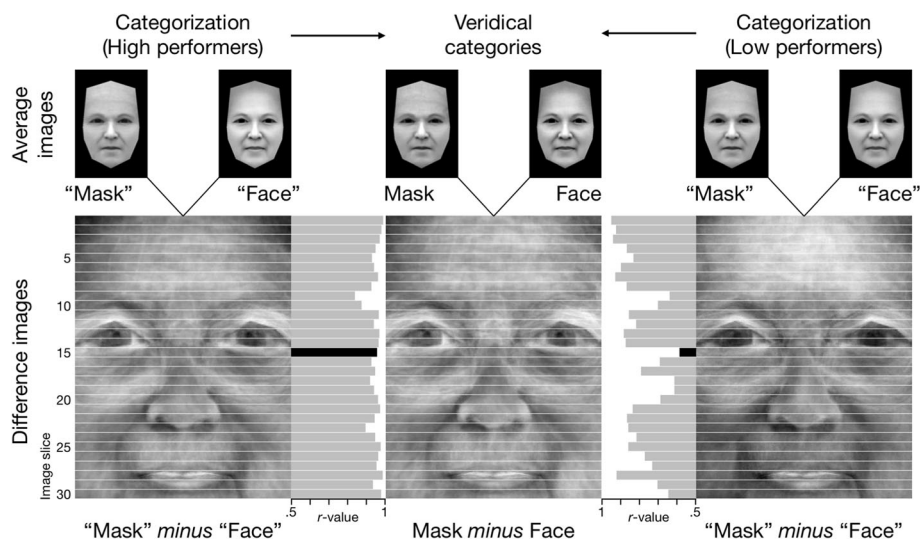 Categorization
(High performers)
Veridical
categories
Categorization
(Low performers)
Average
images
“Mask”
“Face”
Mask
Face
“Mask”
“Face”
Difference images
Image slice
5
10
15
20
25
30
.5
r-value
1
1
r-value
.5
“Mask” minus “Face”
Mask minus Face
“Mask” minus “Face”